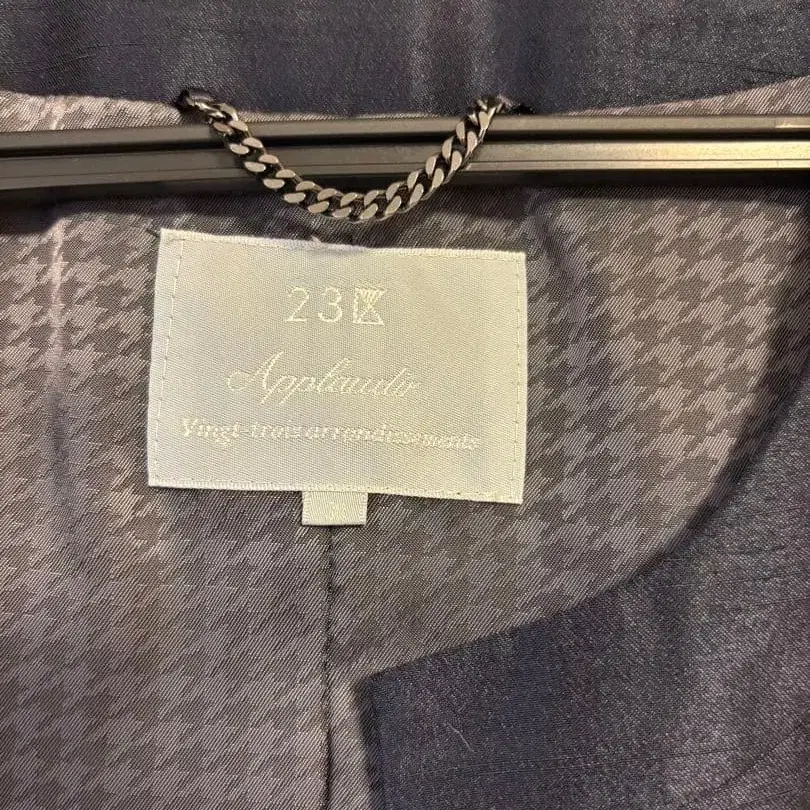 23区
Applaudir
Vingt-trois arrondissements